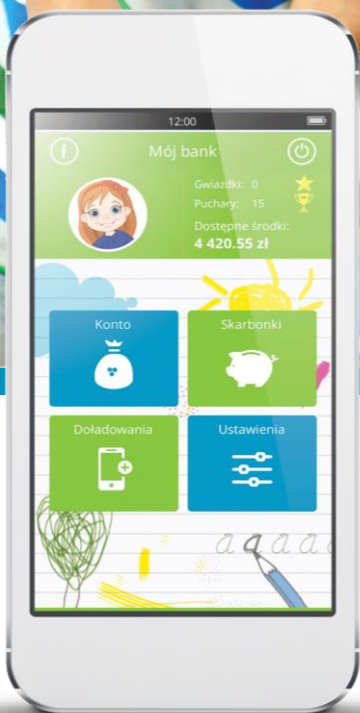 12:00
i
Mój bank
Gwiazdki: 0
Puchary: 15
Dostępne środki:
4 420.55 zł
Konto
Skarbonki
Doładowania
Ustawienia
a a a a a